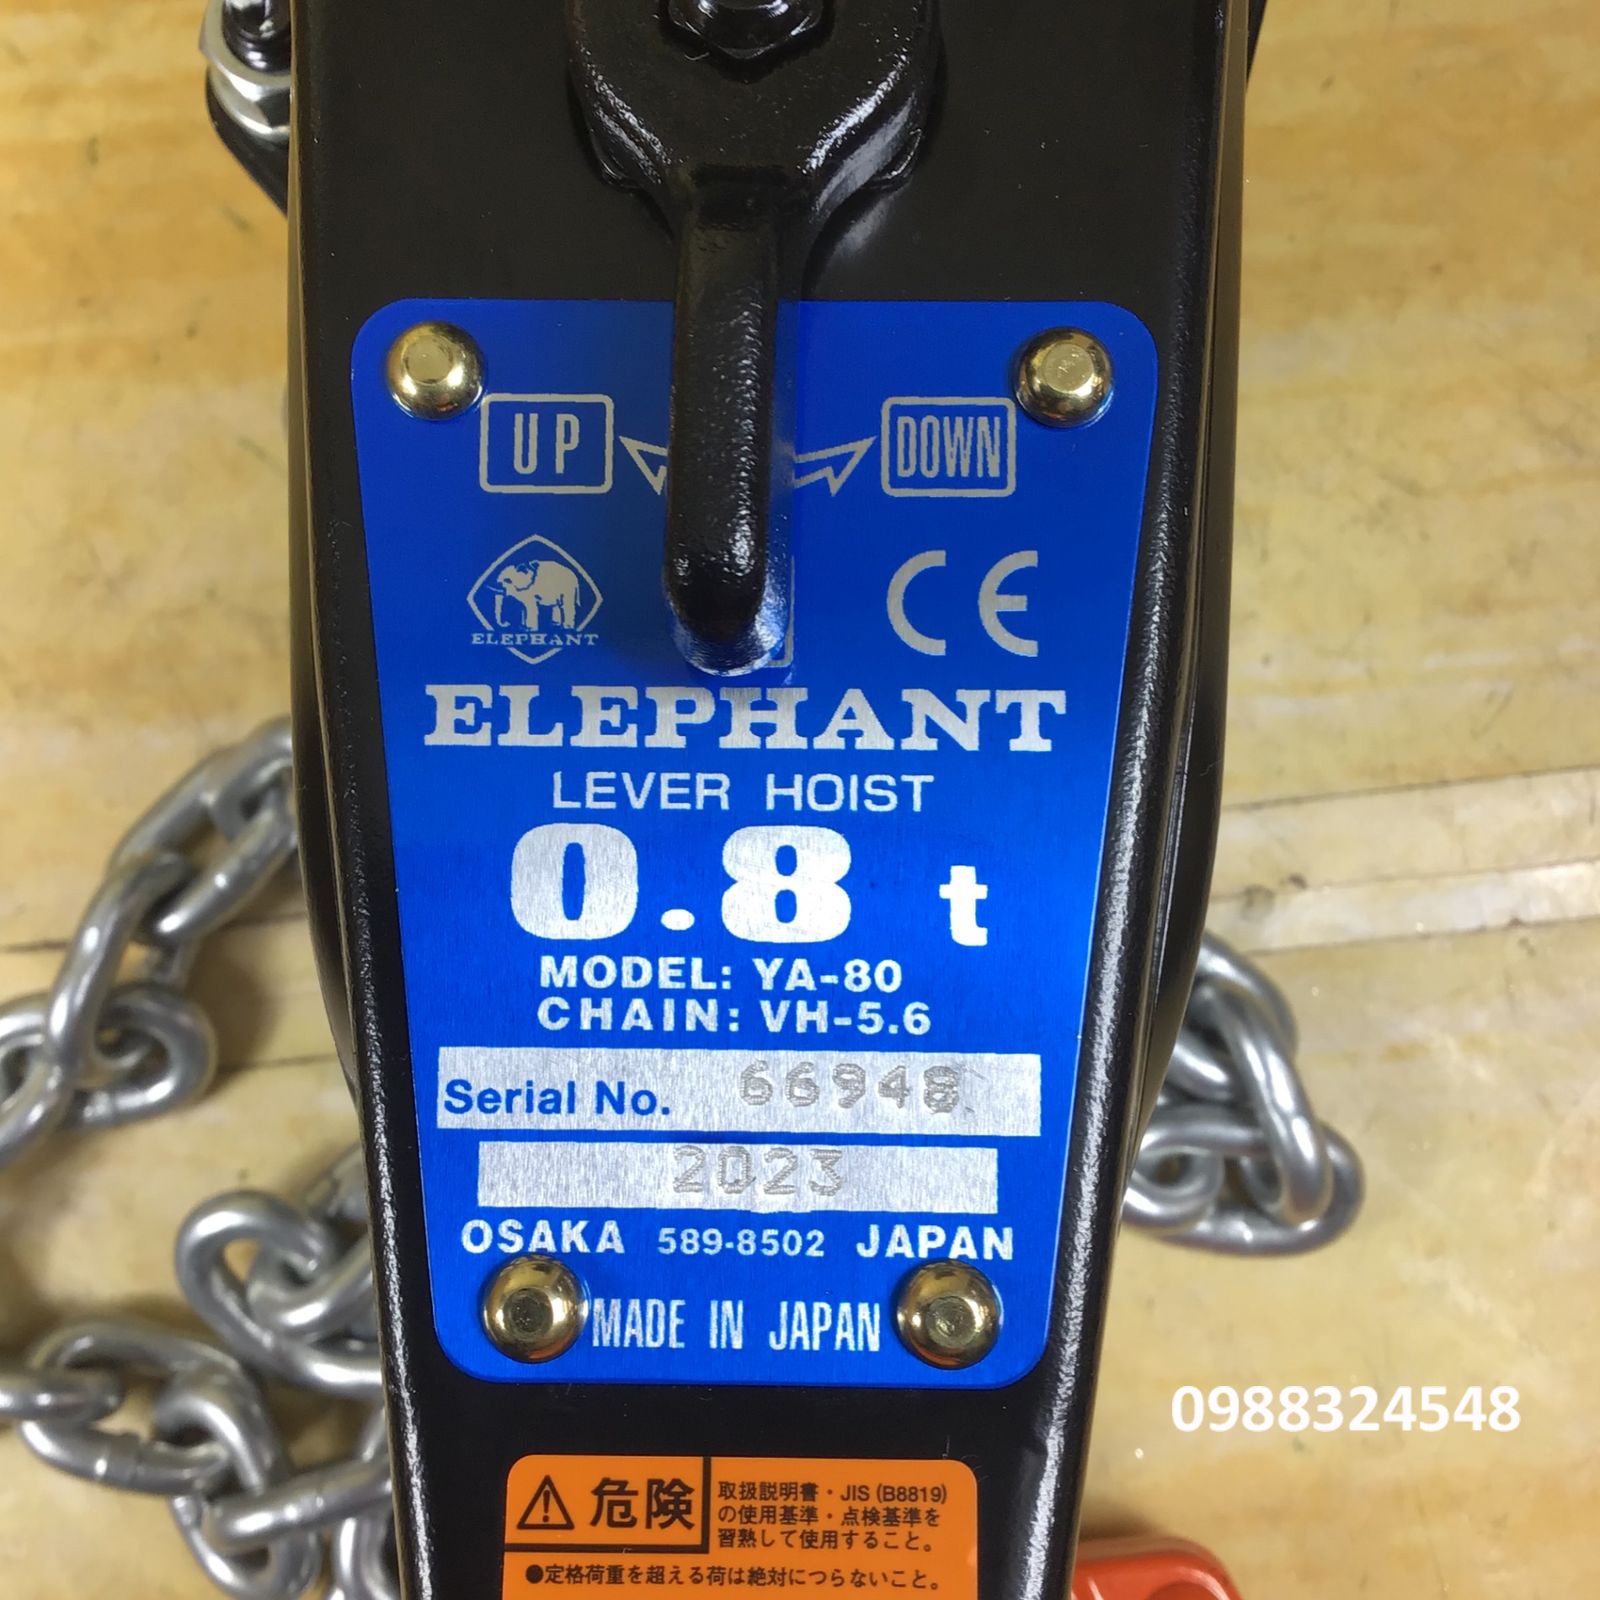 UP
DOWN
ELEPHANT
CE
ELEPHANT
LEVER HOIST
0.8 t
MODEL: YA-80
CHAIN: VH-5.6
Serial No. 66948
2023
OSAKA 589-8502 JAPAN
MADE IN JAPAN
0988324548
危険
取扱説明書・JIS (B8819)
の使用基準・点検基準を
習熟して使用すること。
●定格荷重を超える荷は絶対につらないこと。